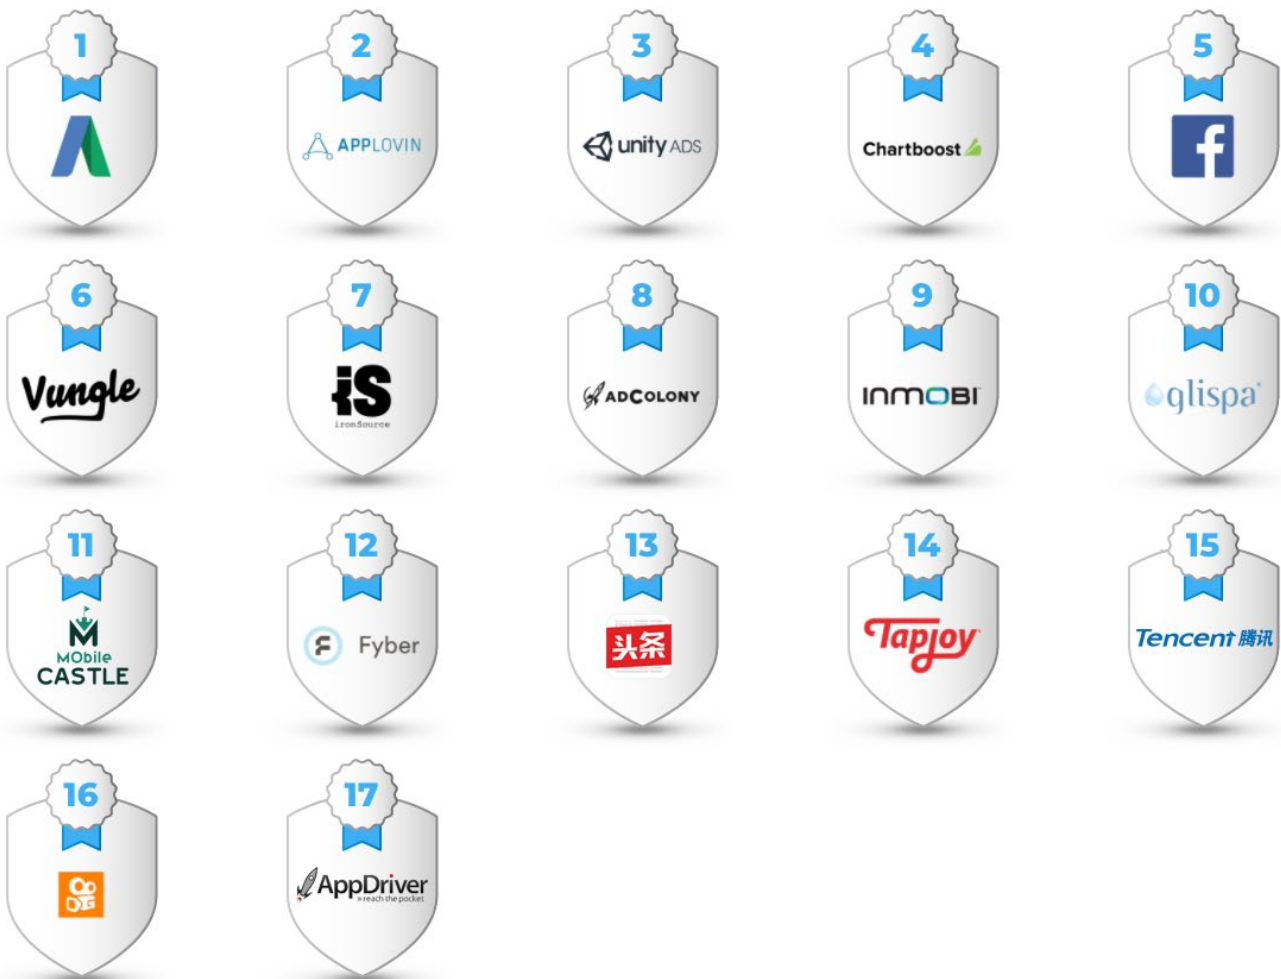 1
2
3
4
5
APPLOVIN
unity ADS
Chartboost
f
6
7
8
9
10
Vungle
iS
ironSource
ADCOLONY
INMOBI
glispa
11
12
13
14
15
MObile
CASTLE
F Fyber
头条
Tapjoy
Tencent 腾讯
16
17
AppDriver
» reach the pocket